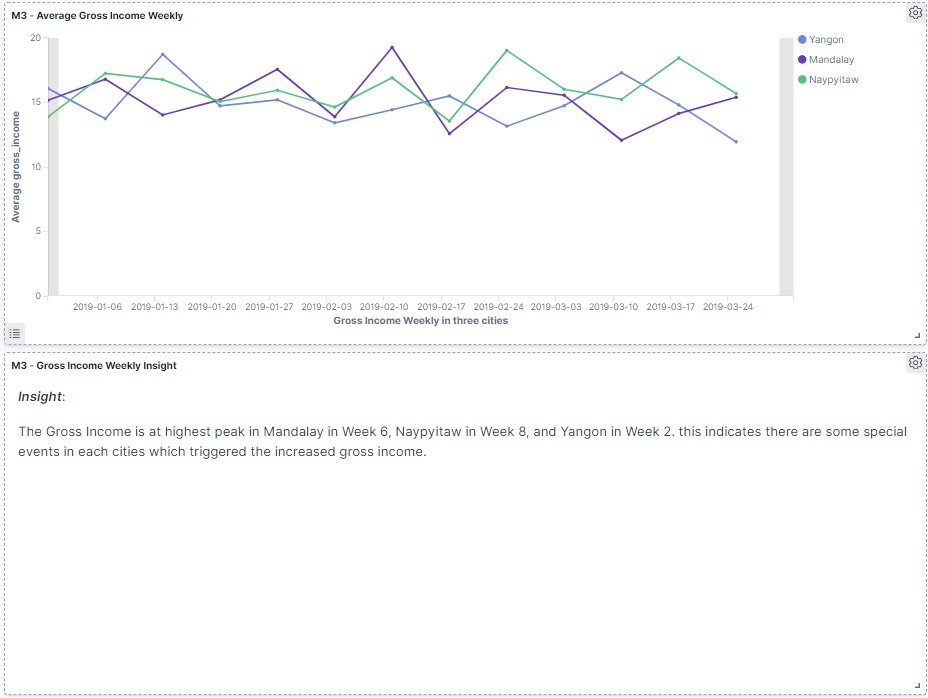 M3 - Average Gross Income Weekly
Average gross_income
20
15
10
5
0
2019-01-06 2019-01-13 2019-01-20 2019-01-27 2019-02-03 2019-02-10 2019-02-17 2019-02-24 2019-03-03 2019-03-10 2019-03-17 2019-03-24
Gross Income Weekly in three cities
Yangon
Mandalay
Naypyitaw
M3 - Gross Income Weekly Insight
Insight:
The Gross Income is at highest peak in Mandalay in Week 6, Naypyitaw in Week 8, and Yangon in Week 2. this indicates there are some special
events in each cities which triggered the increased gross income.